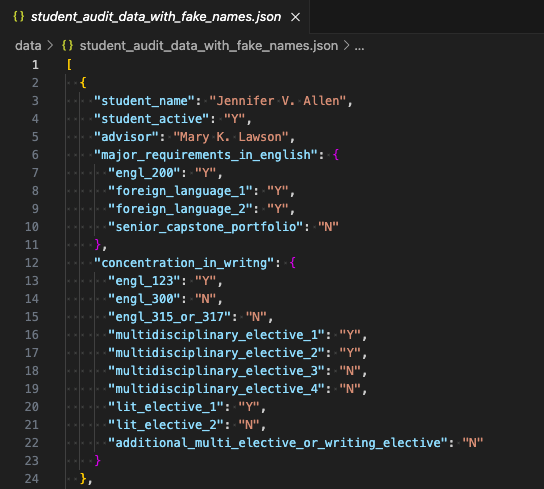 {} student_audit_data_with_fake_names.json ×
data > {} student_audit_data_with_fake_names.json > ...
1 [
2 {
3 "student_name": "Jennifer V. Allen",
4 "student_active": "Y",
5 "advisor": "Mary K. Lawson",
6 "major_requirements_in_english": {
7 "engl_200": "Y",
8 "foreign_language_1": "Y",
9 "foreign_language_2": "Y",
10 "senior_capstone_portfolio": "N"
11 },
12 "concentration_in_writng": {
13 "engl_123": "Y",
14 "engl_300": "N",
15 "engl_315_or_317": "N",
16 "multidisciplinary_elective_1": "Y",
17 "multidisciplinary_elective_2": "Y",
18 "multidisciplinary_elective_3": "N",
19 "multidisciplinary_elective_4": "N",
20 "lit_elective_1": "Y",
21 "lit_elective_2": "N",
22 "additional_multi_elective_or_writing_elective": "N"
23 }
24 },